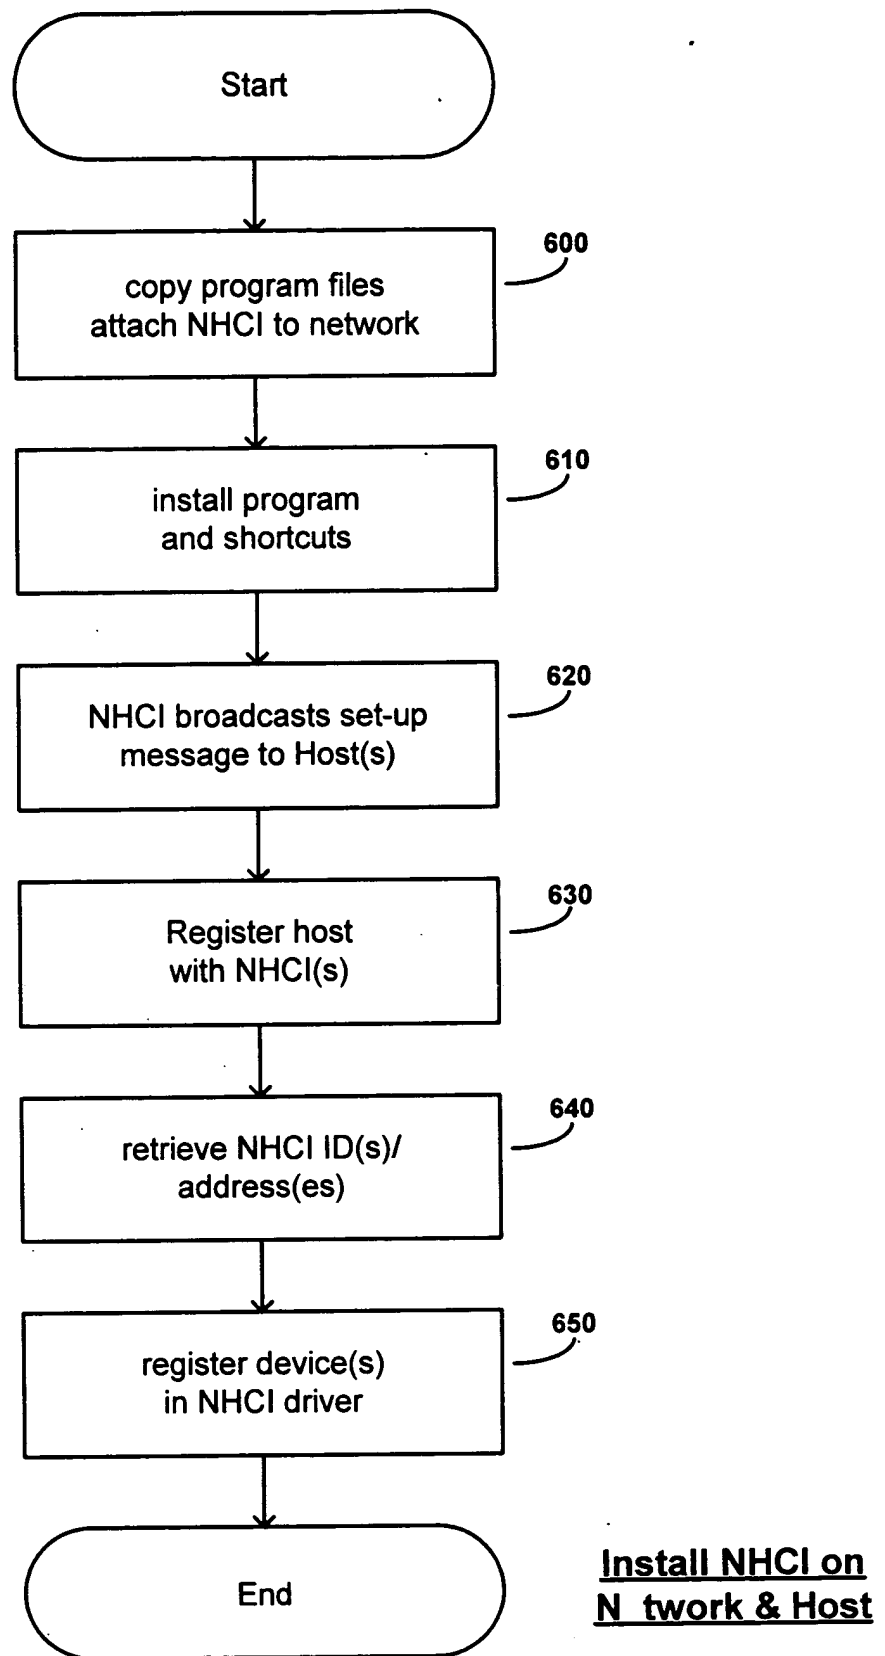 Start
600
copy program files
attach NHCI to network
610
install program
and shortcuts
620
NHCI broadcasts set-up
message to Host(s)
630
Register host
with NHCI(s)
640
retrieve NHCI ID(s)/
address(es)
650
register device(s)
in NHCI driver
End
Install NHCI on
N twork & Host